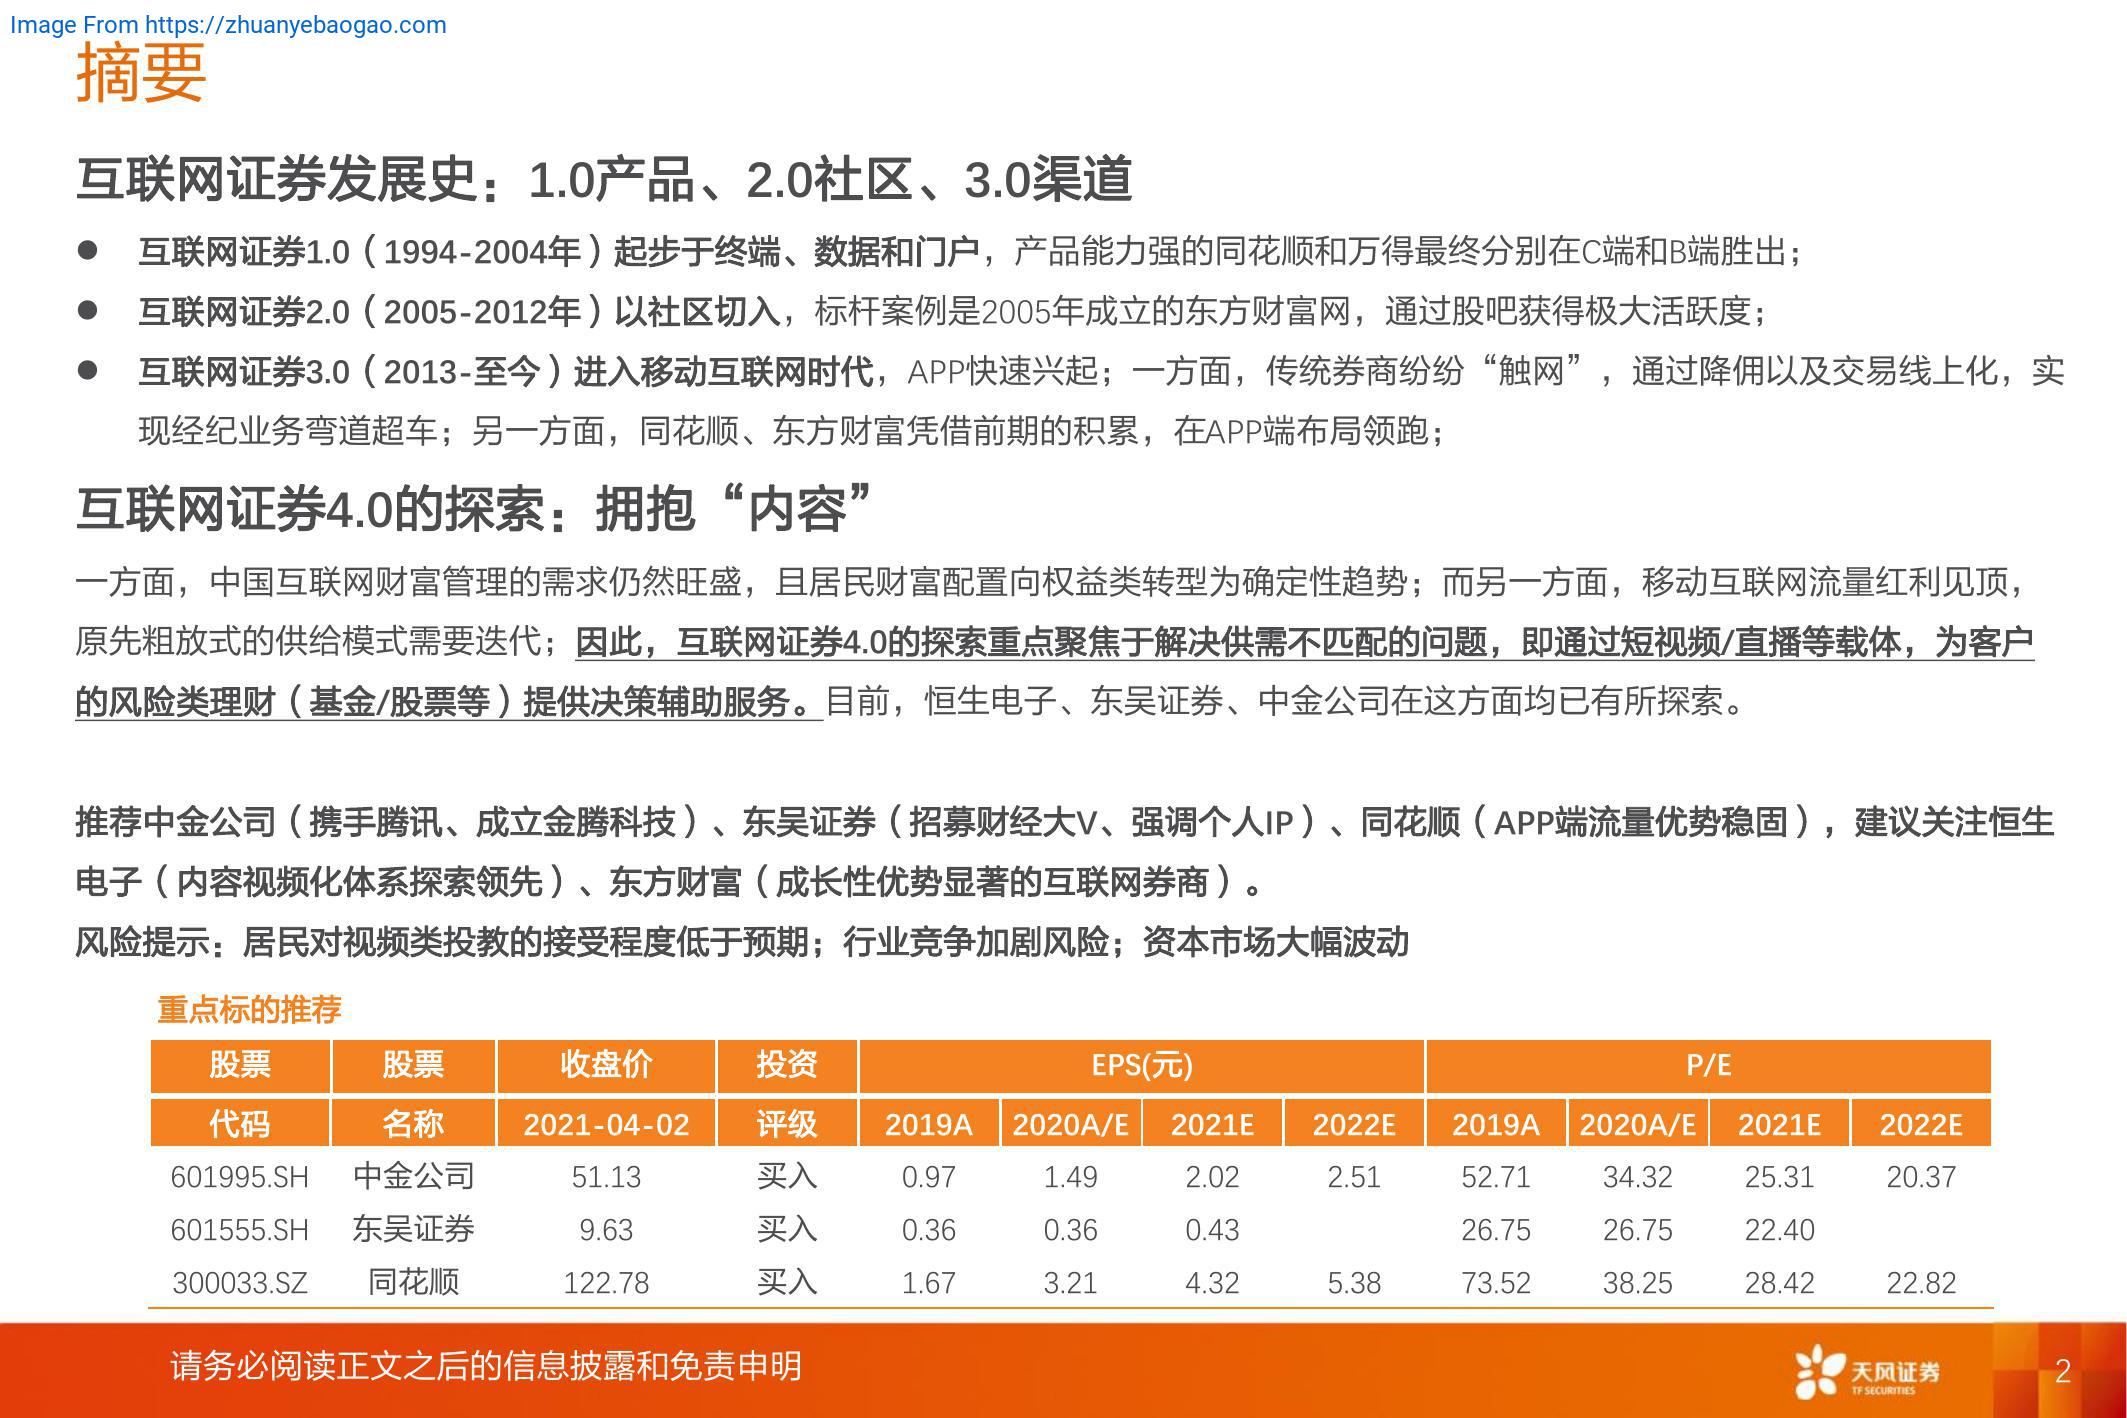 Image From https://zhuanyebaogao.com
摘要
互联网证券发展史：1.0产品、2.0社区、3.0渠道
● 互联网证券1.0（1994-2004年）起步于终端、数据和门户，产品能力强的同花顺和万得最终分别在C端和B端胜出；
● 互联网证券2.0（2005-2012年）以社区切入，标杆案例是2005年成立的东方财富网，通过股吧获得极大活跃度；
● 互联网证券3.0（2013-至今）进入移动互联网时代，APP快速兴起；一方面，传统券商纷纷“触网”，通过降佣以及交易线上化，实
现经纪业务弯道超车；另一方面，同花顺、东方财富凭借前期的积累，在APP端布局领跑；
互联网证券4.0的探索：拥抱“内容”
一方面，中国互联网财富管理的需求仍然旺盛，且居民财富配置向权益类转型为确定性趋势；而另一方面，移动互联网流量红利见顶，
原先粗放式的供给模式需要迭代；因此，互联网证券4.0的探索重点聚焦于解决供需不匹配的问题，即通过短视频/直播等载体，为客户
的风险类理财（基金/股票等）提供决策辅助服务。目前，恒生电子、东吴证券、中金公司在这方面均已有所探索。
推荐中金公司（携手腾讯、成立金腾科技）、东吴证券（招募财经大V、强调个人IP）、同花顺（APP端流量优势稳固），建议关注恒生
电子（内容视频化体系探索领先）、东方财富（成长性优势显著的互联网券商）。
风险提示：居民对视频类投教的接受程度低于预期；行业竞争加剧风险；资本市场大幅波动
重点标的推荐
股票 股票 收盘价 投资 EPS(元) P/E
代码 名称 2021-04-02 评级 2019A 2020A/E 2021E 2022E 2019A 2020A/E 2021E 2022E
601995.SH 中金公司 51.13 买入 0.97 1.49 2.02 2.51 52.71 34.32 25.31 20.37
601555.SH 东吴证券 9.63 买入 0.36 0.36 0.43 26.75 26.75 22.40
300033.SZ 同花顺 122.78 买入 1.67 3.21 4.32 5.38 73.52 38.25 28.42 22.82
请务必阅读正文之后的信息披露和免责申明
天风证券
TF SECURITIES
2